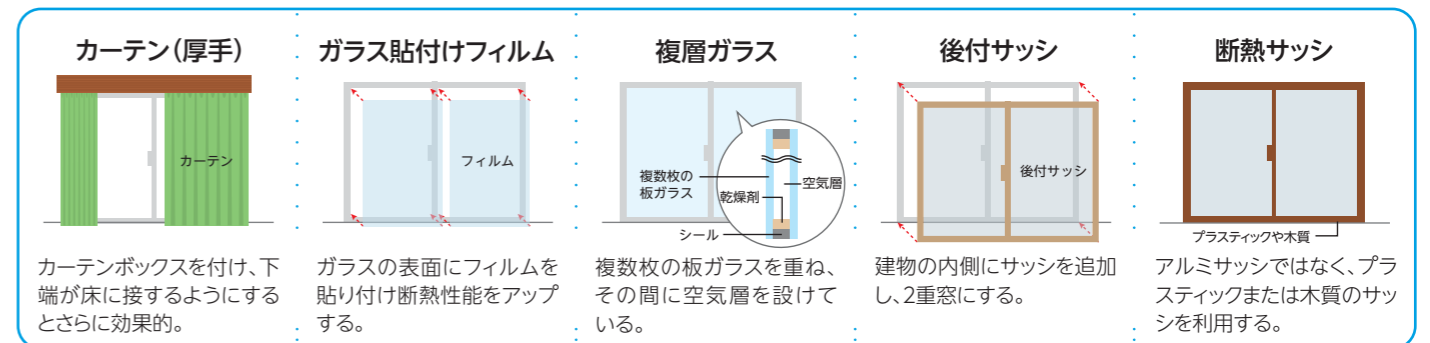 カーテン(厚手)
カーテン
カーテンボックスを付け、下
端が床に接するようにする
とさらに効果的。
ガラス貼付けフィルム
フィルム
ガラスの表面にフィルムを
貼り付け断熱性能をアップ
する。
複層ガラス
複数枚の
板ガラス
空気層
乾燥剤
シール
複数枚の板ガラスを重ね、
その間に空気層を設けて
いる。
後付サッシ
後付サッシ
建物の内側にサッシを追加
し、2重窓にする。
断熱サッシ
プラスティックや木質
アルミサッシではなく、プラ
スティックまたは木質のサッ
シを利用する。